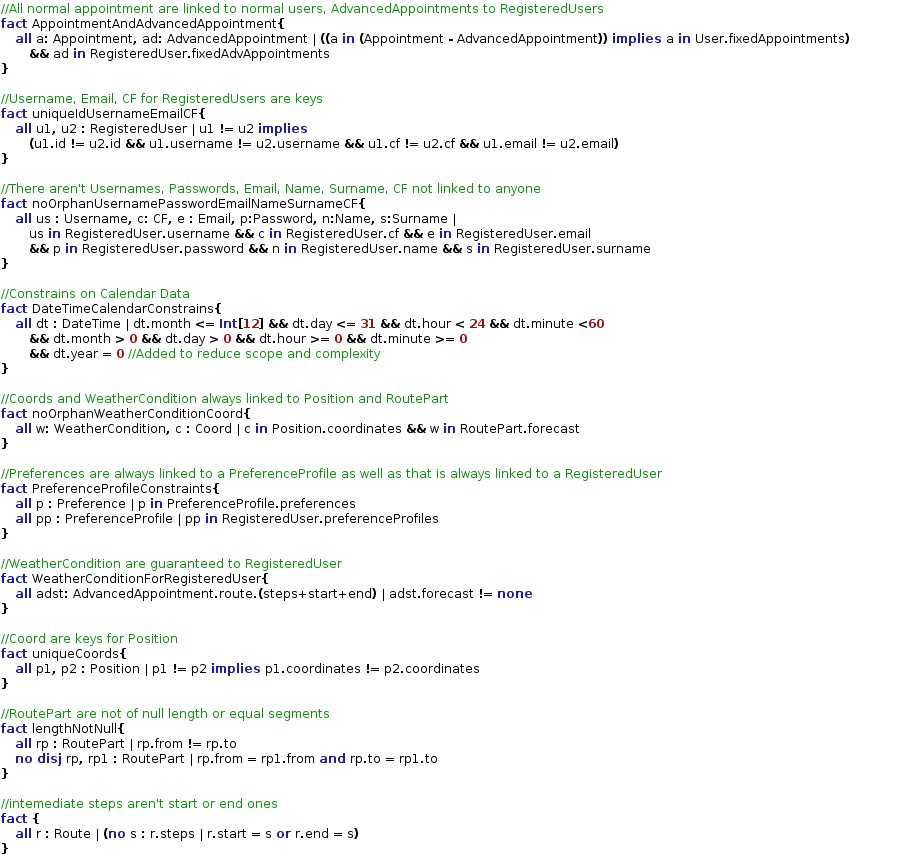 //All normal appointment are linked to normal users, AdvancedAppointments to RegisteredUsers
fact AppointmentAndAdvancedAppointment{
all a: Appointment, ad: AdvancedAppointment | ((a in (Appointment - AdvancedAppointment)) implies a in User.fixedAppointments)
&& ad in RegisteredUser.fixedAdvAppointments
}
//Username, Email, CF for RegisteredUsers are keys
fact uniqueIdUsernameEmailCF{
all u1, u2 : RegisteredUser | u1 != u2 implies
(u1.id != u2.id && u1.username != u2.username && u1.cf != u2.cf && u1.email != u2.email)
}
//There aren't Usernames, Passwords, Email, Name, Surname, CF not linked to anyone
fact noOrphanUsernamePasswordEmailNameSurnameCF{
all us : Username, c: CF, e : Email, p:Password, n:Name, s:Surname |
us in RegisteredUser.username && c in RegisteredUser.cf && e in RegisteredUser.email
&& p in RegisteredUser.password && n in RegisteredUser.name && s in RegisteredUser.surname
}
//Constrains on Calendar Data
fact DateTimeCalendarConstrains{
all dt : DateTime | dt.month <= Int[12] && dt.day <= 31 && dt.hour < 24 && dt.minute <60
&& dt.month > 0 && dt.day > 0 && dt.hour >= 0 && dt.minute >= 0
&& dt.year = 0 //Added to reduce scope and complexity
}
//Coords and WeatherCondition always linked to Position and RoutePart
fact noOrphanWeatherConditionCoord{
all w: WeatherCondition, c : Coord | c in Position.coordinates && w in RoutePart.forecast
}
//Preferences are always linked to a PreferenceProfile as well as that is always linked to a RegisteredUser
fact PreferenceProfileConstraints{
all p : Preference | p in PreferenceProfile.preferences
all pp : PreferenceProfile | pp in RegisteredUser.preferenceProfiles
}
//WeatherCondition are guaranteed to RegisteredUser
fact WeatherConditionForRegisteredUser{
all adst: AdvancedAppointment.route.(steps+start+end) | adst.forecast != none
}
//Coord are keys for Position
fact uniqueCoords{
all p1, p2 : Position | p1 != p2 implies p1.coordinates != p2.coordinates
}
//RoutePart are not of null length or equal segments
fact lengthNotNull{
all rp : RoutePart | rp.from != rp.to
no disj rp, rp1 : RoutePart | rp.from = rp1.from and rp.to = rp1.to
}
//intemediate steps aren't start or end ones
fact {
all r : Route | (no s : r.steps | r.start = s or r.end = s)
}